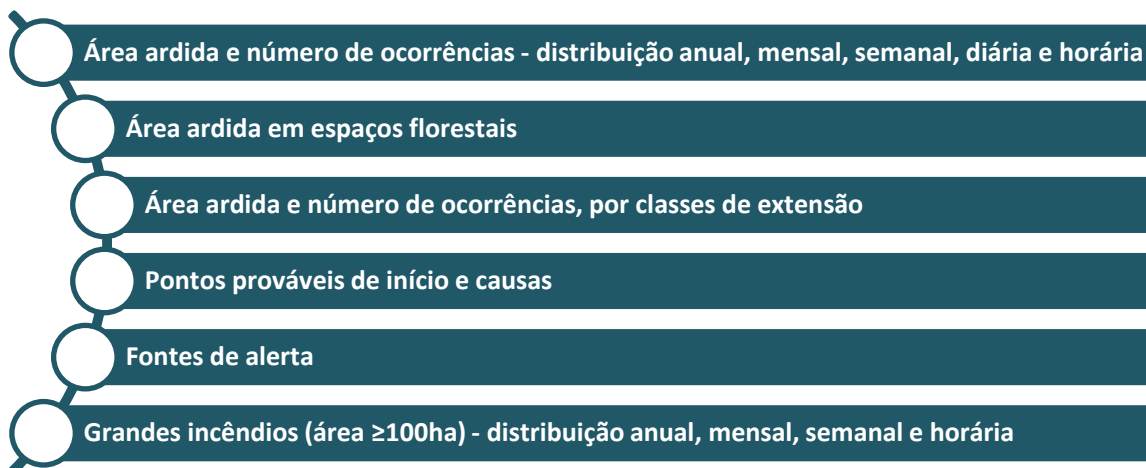 Área ardida e número de ocorrências - distribuição anual, mensal, semanal, diária e horária
Área ardida em espaços florestais
Área ardida e número de ocorrências, por classes de extensão
Pontos prováveis de início e causas
Fontes de alerta
Grandes incêndios (área ≥100ha) - distribuição anual, mensal, semanal e horária